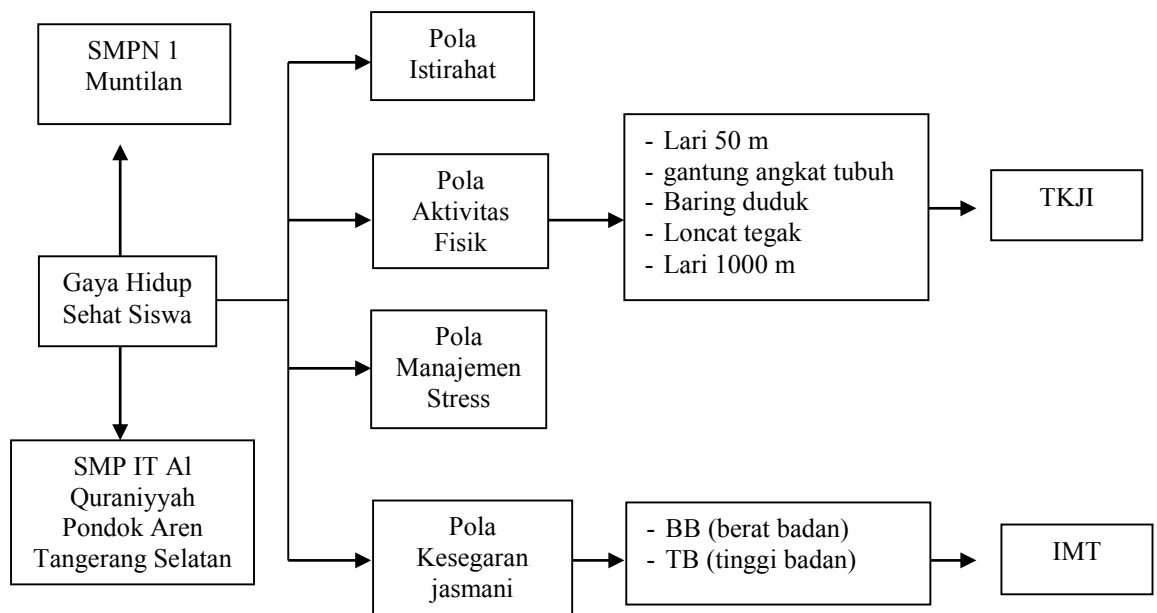 SMPN 1
Muntilan
Pola
Istirahat
Pola
Aktivitas
Fisik
- Lari 50 m
- gantung angkat tubuh
- Baring duduk
- Loncat tegak
- Lari 1000 m
TKJI
Gaya Hidup
Sehat Siswa
Pola
Manajemen
Stress
SMP IT Al
Quraniyyah
Pondok Aren
Tangerang Selatan
Pola
Kesegaran
jasmani
- BB (berat badan)
- TB (tinggi badan)
IMT